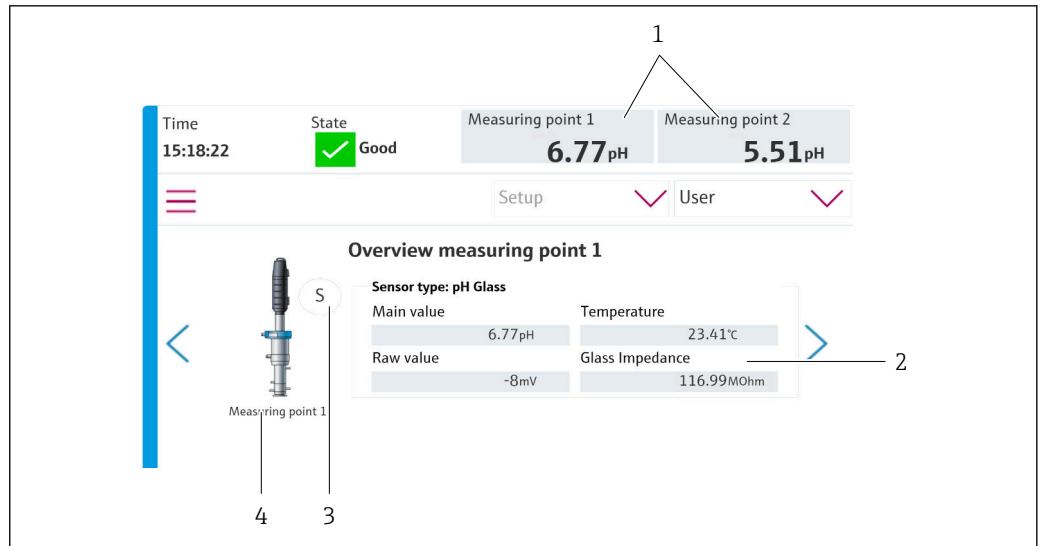 1
Time
State
Measuring point 1
Measuring point 2
15:18:22
Good
6.77pH
5.51pH
Setup
User
Overview measuring point 1
S
Sensor type: pH Glass
Main value
Temperature
6.77pH
23.41°C
Raw value
Glass Impedance
2
-8mV
116.99MOhm
Measuring point 1
4
3